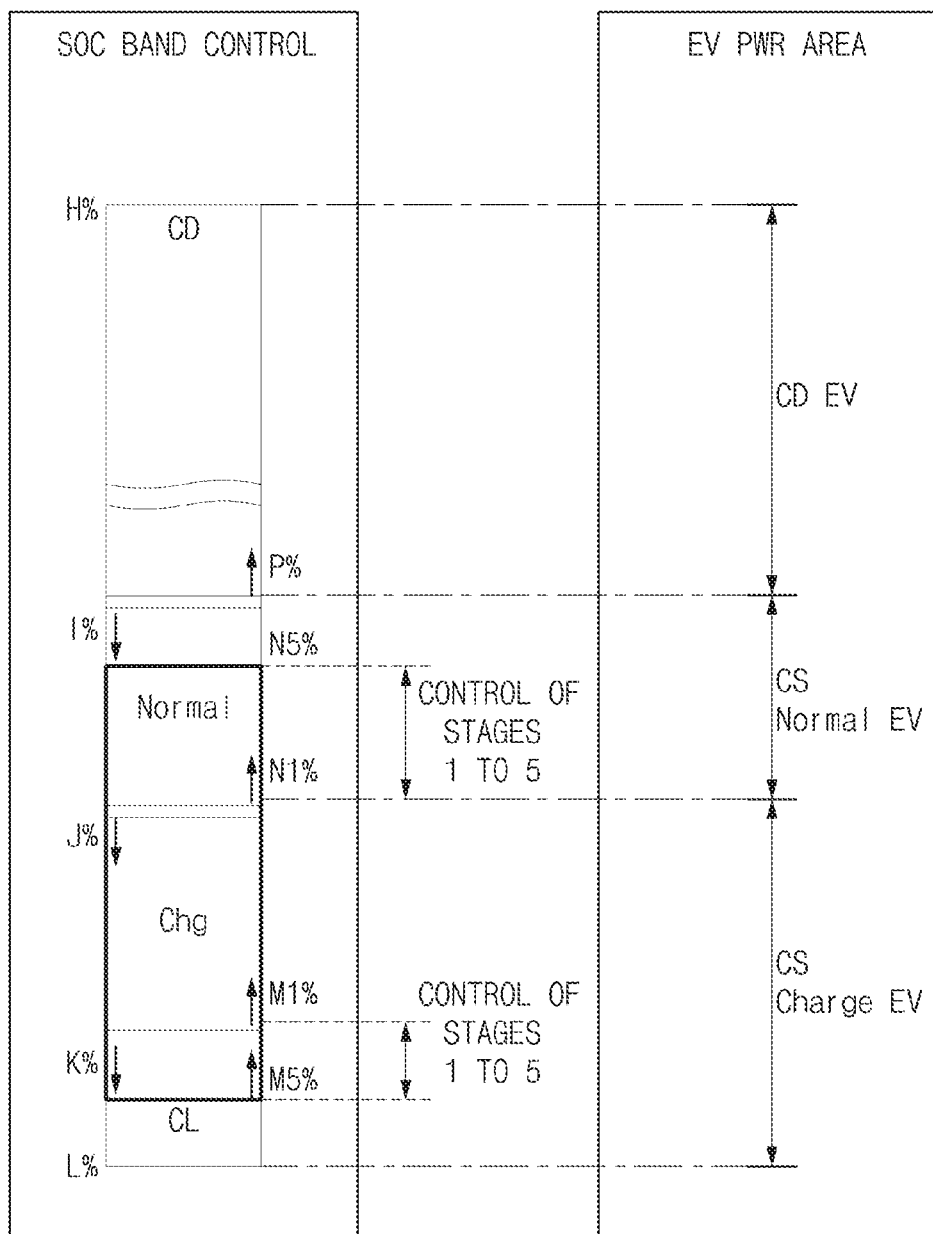 SOC BAND CONTROL
EV PWR AREA
H%
CD
CD EV
P%
I%
N5%
Normal
CONTROL OF
STAGES
1 TO 5
CS
Normal EV
N1%
J%
Chg
M1%
CONTROL OF
STAGES
1 TO 5
CS
Charge EV
K%
M5%
CL
L%